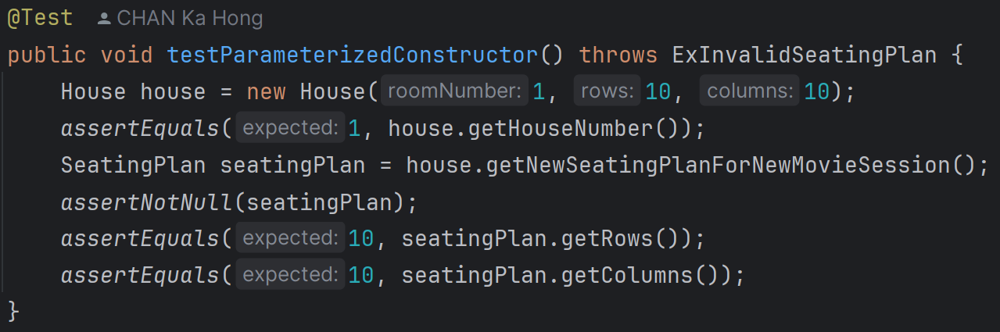 @Test CHAN Ka Hong
public void testParameterizedConstructor() throws ExInvalidSeatingPlan {
House house = new House( roomNumber: 1, rows: 10, columns: 10);
assertEquals( expected: 1, house.getHouseNumber());
SeatingPlan seatingPlan = house.getNewSeatingPlanForNewMovieSession();
assertNotNull(seatingPlan);
assertEquals( expected: 10, seatingPlan.getRows());
assertEquals( expected: 10, seatingPlan.getColumns());
}